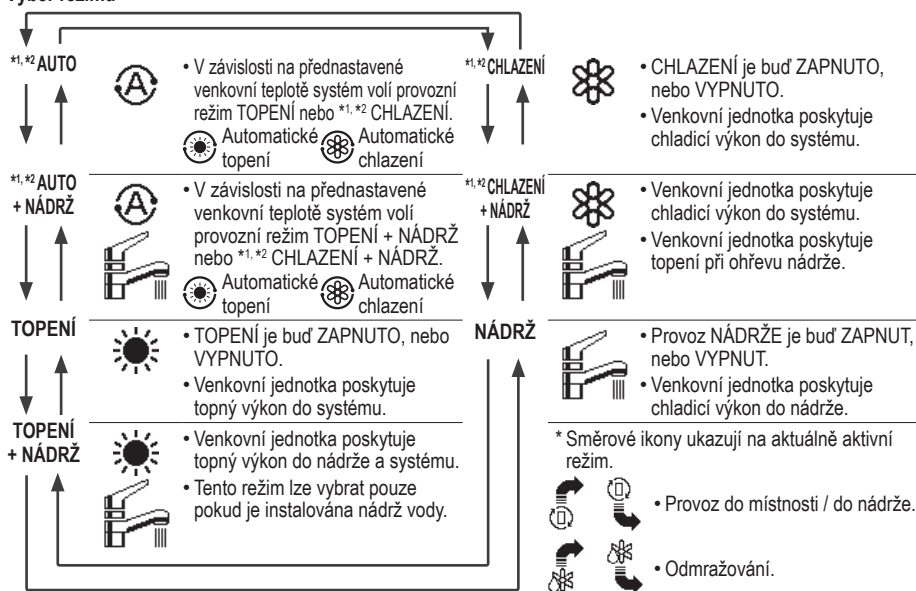 *1, *2 AUTO
• V závislosti na přednastavené
venkovní teplotě systém volí provozní
režim TOPENÍ nebo *1, *2 CHLAZENÍ.
Automatické topení
Automatické chlazení
*1, *2 AUTO
+ NÁDRŽ
• V závislosti na přednastavené
venkovní teplotě systém volí
provozní režim TOPENÍ + NÁDRŽ
nebo *1, *2 CHLAZENÍ + NÁDRŽ.
Automatické topení
Automatické chlazení
TOPENÍ
• TOPENÍ je buď ZAPNUTO, nebo
VYPNUTO.
• Venkovní jednotka poskytuje
topný výkon do systému.
TOPENÍ
+ NÁDRŽ
• Venkovní jednotka poskytuje
topný výkon do nádrže a systému.
• Tento režim lze vybrat pouze
pokud je instalována nádrž vody.
*1, *2 CHLAZENÍ
• CHLAZENÍ je buď ZAPNUTO,
nebo VYPNUTO.
• Venkovní jednotka poskytuje
chladicí výkon do systému.
*1, *2 CHLAZENÍ
+ NÁDRŽ
• Venkovní jednotka poskytuje
chladicí výkon do systému.
• Venkovní jednotka poskytuje
topení při ohřevu nádrže.
NÁDRŽ
• Provoz NÁDRŽE je buď ZAPNUT,
nebo VYPNUT.
• Venkovní jednotka poskytuje
chladicí výkon do nádrže.
* Směrové ikony ukazují na aktuálně aktivní
režim.
• Provoz do místnosti / do nádrže.
• Odmražování.